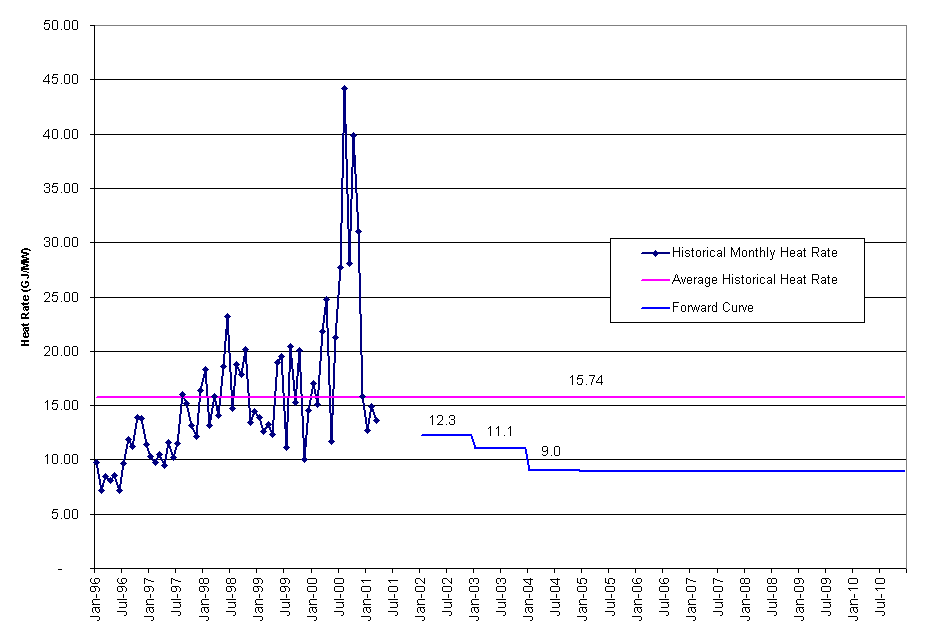 50.00
45.00
40.00
35.00
30.00
25.00
20.00
15.00
10.00
5.00
-
Heat Rate (GJ/MW)
Historical Monthly Heat Rate
Average Historical Heat Rate
Forward Curve
15.74
12.3
11.1
9.0
Jan-96
Jul-96
Jan-97
Jul-97
Jan-98
Jul-98
Jan-99
Jul-99
Jan-00
Jul-00
Jan-01
Jul-01
Jan-02
Jul-02
Jan-03
Jul-03
Jan-04
Jul-04
Jan-05
Jul-05
Jan-06
Jul-06
Jan-07
Jul-07
Jan-08
Jul-08
Jan-09
Jul-09
Jan-10
Jul-10